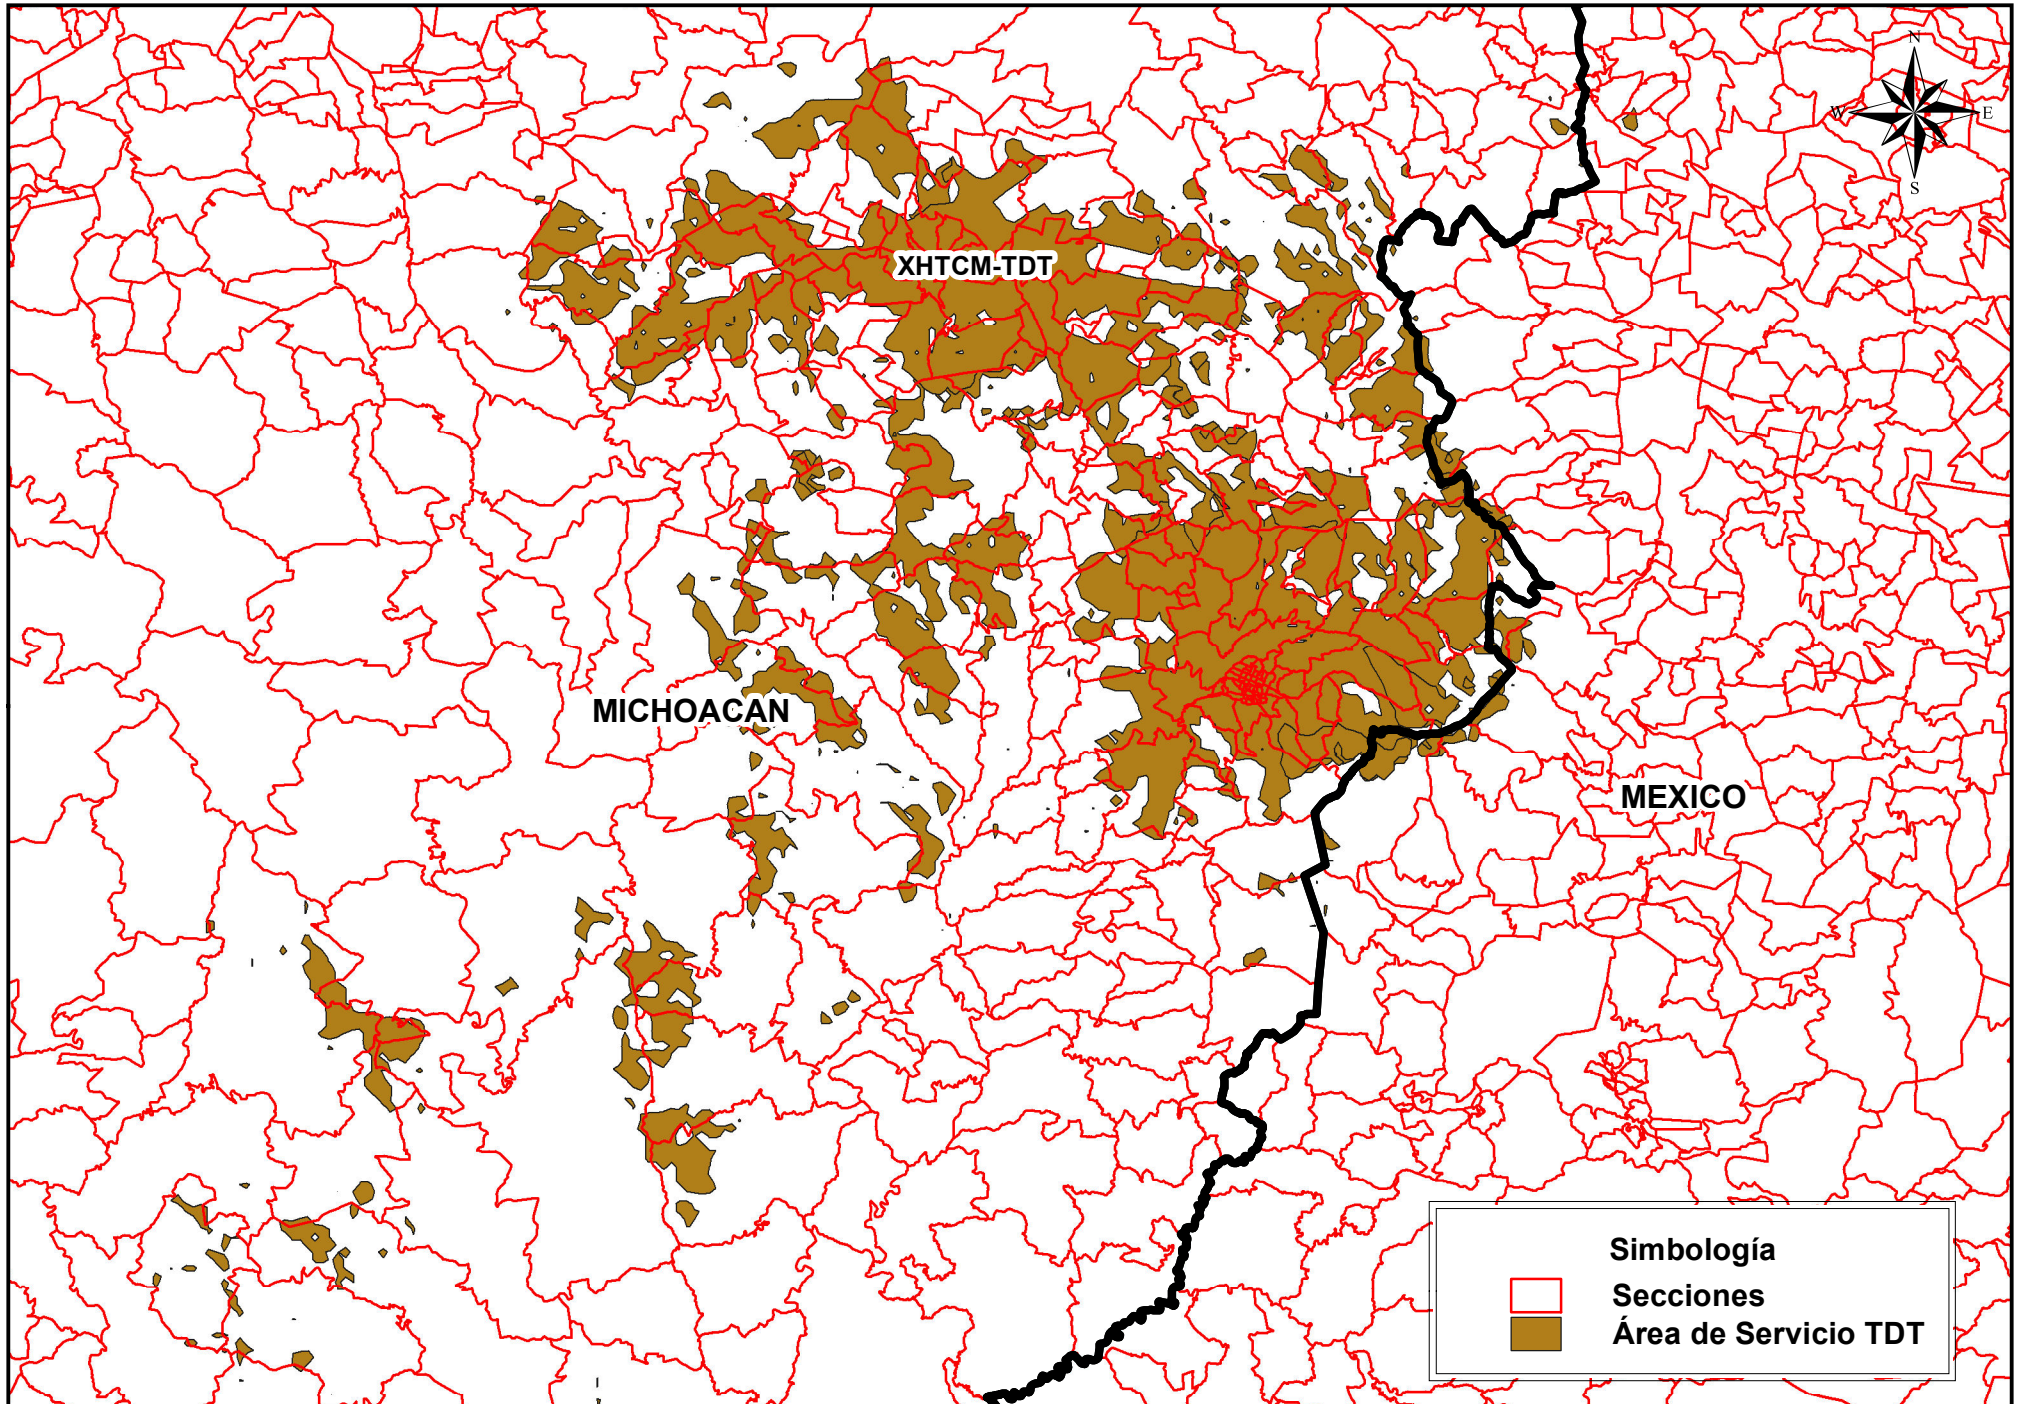 N
W
E
S
XHTCM-TDT
MICHOACAN
MEXICO
Simbología
Secciones
Área de Servicio TDT